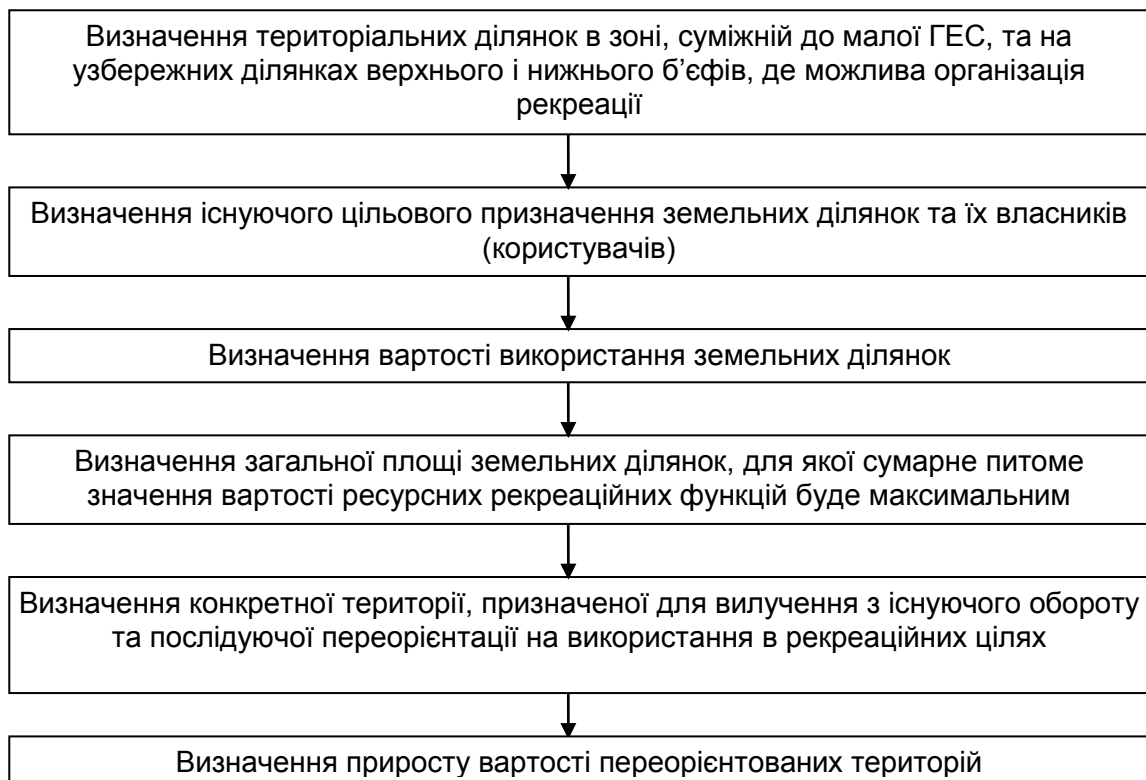 Визначення територіальних ділянок в зоні, суміжній до малої ГЕС, та на
узбережних ділянках верхнього і нижнього б’єфів, де можлива організація
рекреації
Визначення існуючого цільового призначення земельних ділянок та їх власників
(користувачів)
Визначення вартості використання земельних ділянок
Визначення загальної площі земельних ділянок, для якої сумарне питоме
значення вартості ресурсних рекреаційних функцій буде максимальним
Визначення конкретної території, призначеної для вилучення з існуючого обороту
та послідуючої переорієнтації на використання в рекреаційних цілях
Визначення приросту вартості переорієнтованих територій